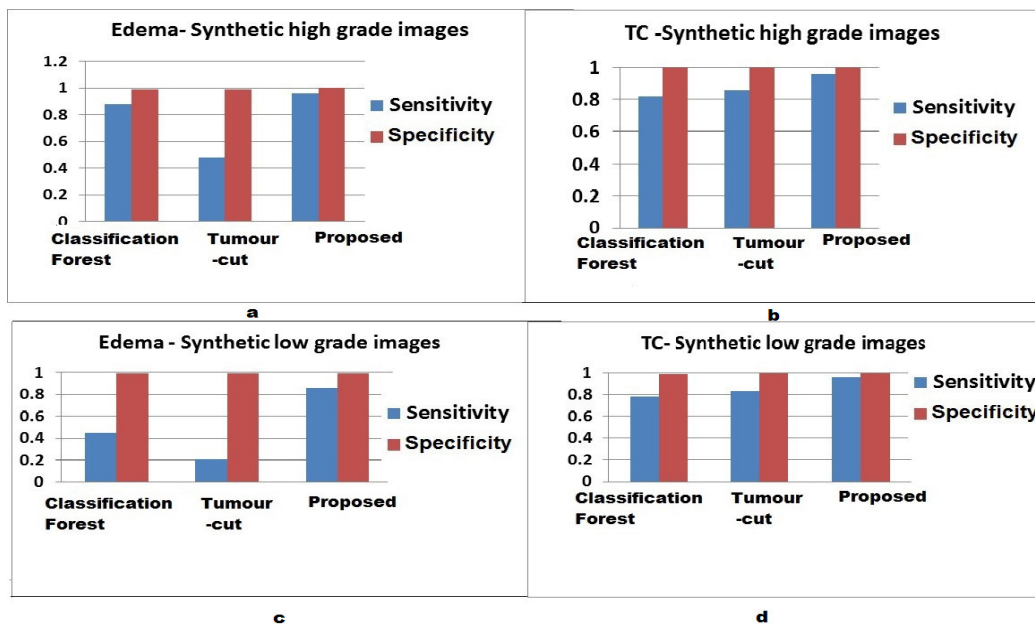 Edema- Synthetic high grade images
1.2
1
0.8
0.6
0.4
0.2
0
Sensitivity
Specificity
Classification
Forest
Tumour
-cut
Proposed
a
TC -Synthetic high grade images
1
0.8
0.6
0.4
0.2
0
Sensitivity
Specificity
Classification
Forest
Tumour
-cut
Proposed
b
Edema - Synthetic low grade images
1
0.8
0.6
0.4
0.2
0
Sensitivity
Specificity
Classification
Forest
Tumour
-cut
Proposed
c
TC- Synthetic low grade images
1
0.8
0.6
0.4
0.2
0
Sensitivity
Specificity
Classification
Forest
Tumour
-cut
Proposed
d